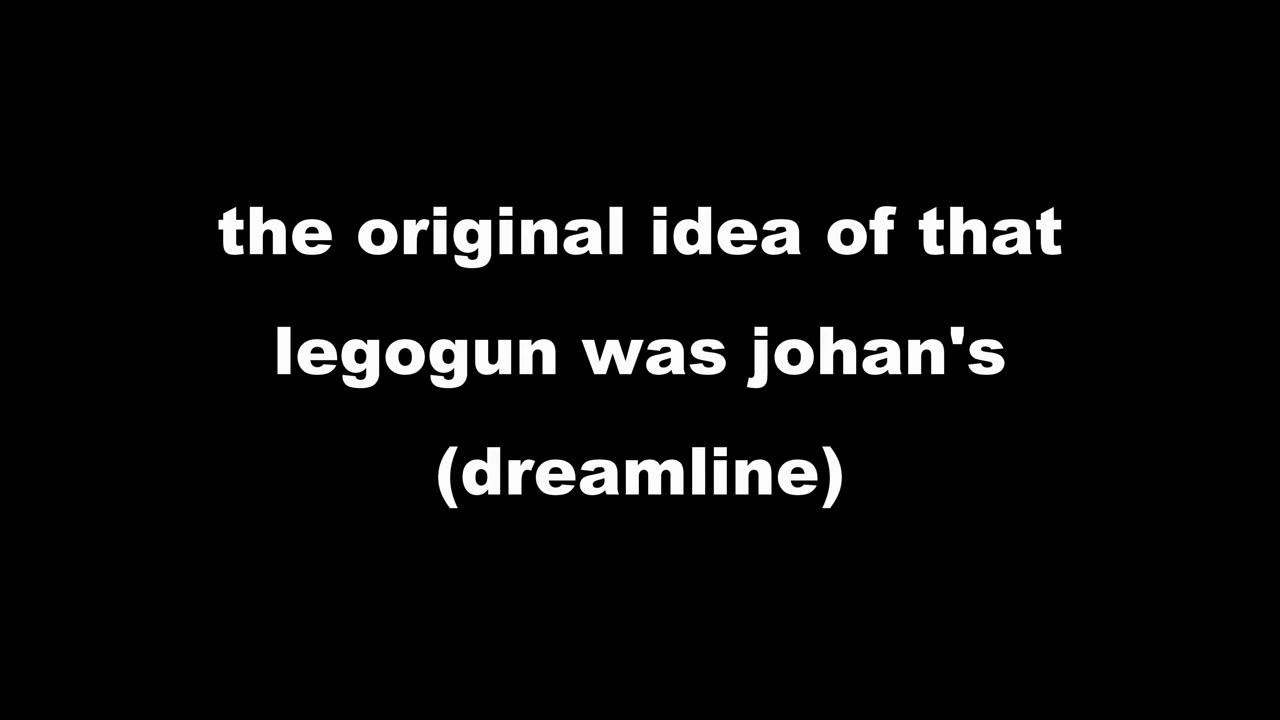 the original idea of that
legogun was johan's
(dreamline)